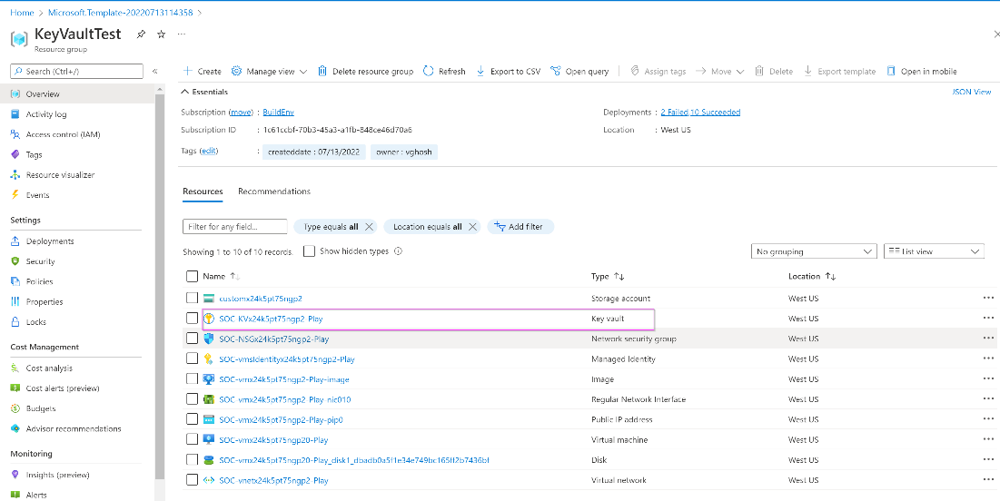 Home > Microsoft.Template-20220713114358 >
KeyVaultTest
Resource group
Search (Ctrl+/)
Overview
Activity log
Access control (IAM)
Tags
Resource visualizer
Events
Settings
Deployments
Security
Policies
Properties
Locks
Cost Management
Cost analysis
Cost alerts (preview)
Budgets
Advisor recommendations
Monitoring
Insights (preview)
Alerts
Create Manage view Delete resource group Refresh Export to CSV Open query Assign tags Move Delete Export template Open in mobile
Essentials JSON View
Subscription (move) : BuildEnv Deployments : 2 Failed,10 Succeeded
Subscription ID : 1c61ccbf-70b3-45a3-a1fb-848ce46d70a6 Location : West US
Tags (edit) : createddate : 07/13/2022 owner : vghosh
Resources Recommendations
Filter for any field... Type equals all Location equals all Add filter
Showing 1 to 10 of 10 records. Show hidden types No grouping List view
Name Type Location
customx24k5pt75ngp2 Storage account West US
SOC-KVx24k5pt75ngp2-Play Key vault West US
SOC-NSGx24k5pt75ngp2-Play Network security group West US
SOC-vmsIdentityx24k5pt75ngp2-Play Managed Identity West US
SOC-vmx24k5pt75ngp2-Play-image Image West US
SOC-vmx24k5pt75ngp2-Play-nic010 Regular Network Interface West US
SOC-vmx24k5pt75ngp2-Play-pip0 Public IP address West US
SOC-vmx24k5pt75ngp20-Play Virtual machine West US
SOC-vmx24k5pt75ngp20-Play_disk1_dbadb0a5f1e34e749bc165ff2b7436bf Disk West US
SOC-vnetx24k5pt75ngp2-Play Virtual network West US